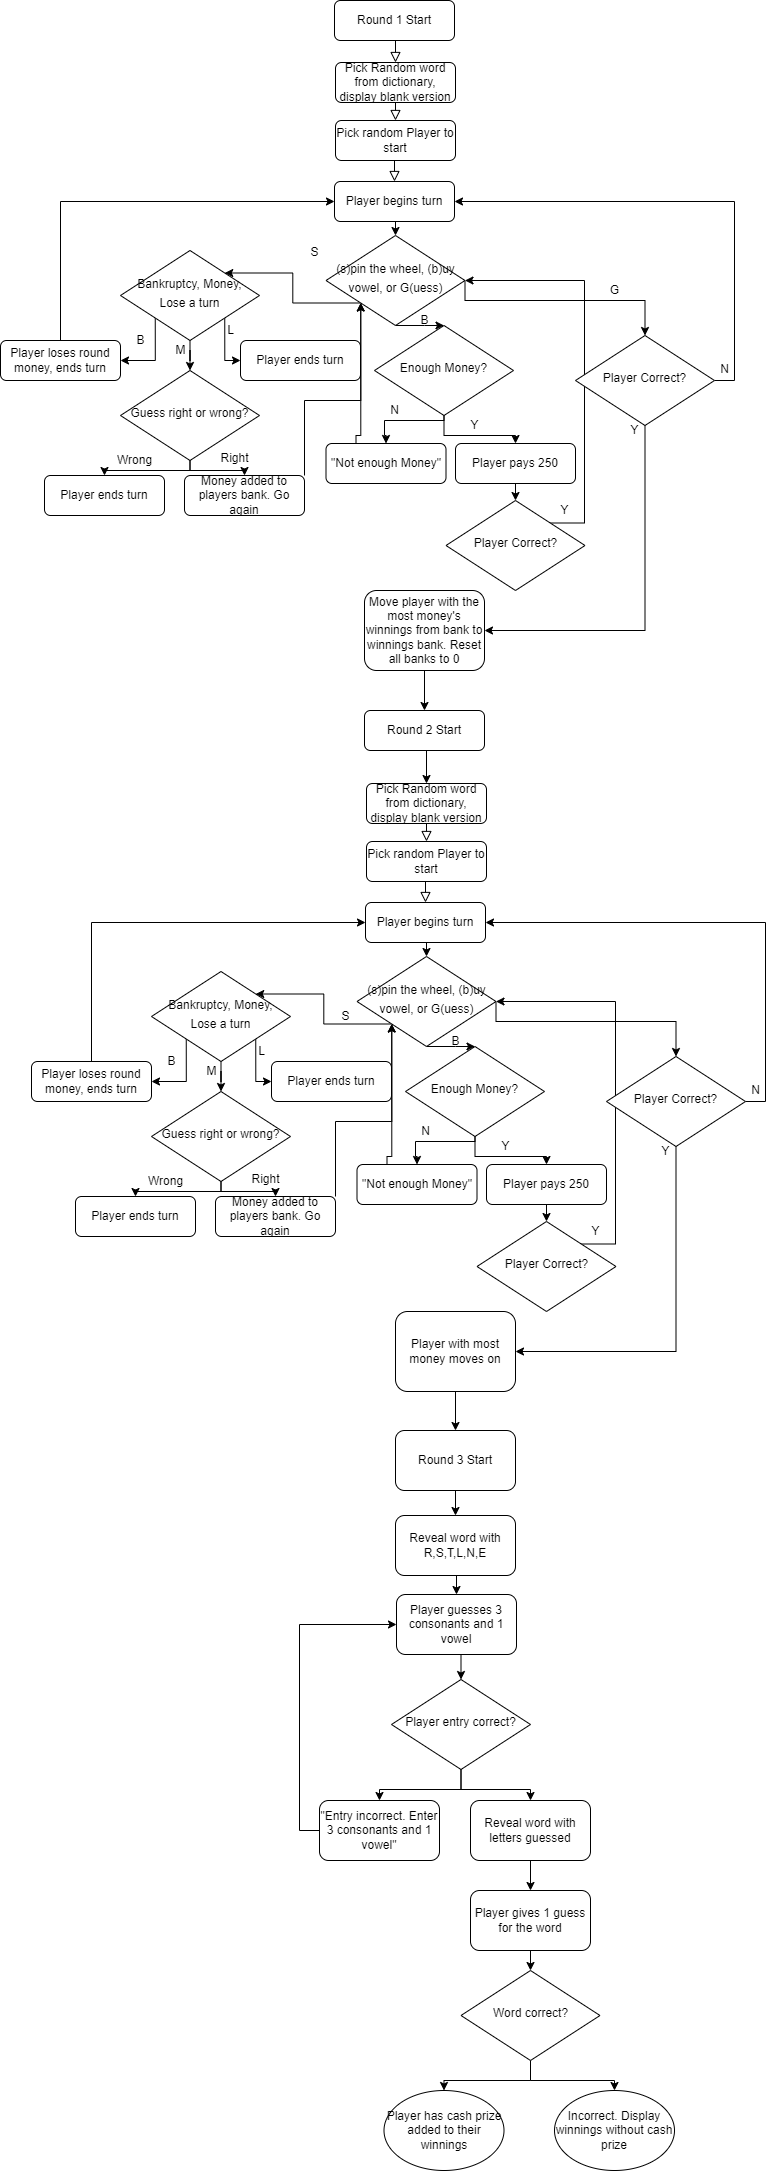 Round 1 Start
Pick Random word
from dictionary,
display blank version
Pick random Player to
start
Player begins turn
S
(s)pin the wheel, (b)uy
vowel, or G(uess)
Bankruptcy, Money,
Lose a turn
G
B
L
B
M
Player loses round
money, ends turn
Player ends turn
Enough Money?
Player Correct?
N
Guess right or wrong?
N
Y
Y
Wrong
Right
"Not enough Money"
Player pays 250
Player ends turn
Money added to
players bank. Go
again
Y
Player Correct?
Move player with the
most money's
winnings from bank to
winnings bank. Reset
all banks to 0
Round 2 Start
Pick Random word
from dictionary,
display blank version
Pick random Player to
start
Player begins turn
(s)pin the wheel, (b)uy
vowel, or G(uess)
Bankruptcy, Money,
Lose a turn
S
B
L
B
M
Player loses round
money, ends turn
Player ends turn
Enough Money?
Player Correct?
N
Guess right or wrong?
N
Y
Y
Wrong
Right
"Not enough Money"
Player pays 250
Player ends turn
Money added to
players bank. Go
again
Y
Player Correct?
Player with most
money moves on
Round 3 Start
Reveal word with
R,S,T,L,N,E
Player guesses 3
consonants and 1
vowel
Player entry correct?
"Entry incorrect. Enter
3 consonants and 1
vowel"
Reveal word with
letters guessed
Player gives 1 guess
for the word
Word correct?
Player has cash prize
added to their
winnings
Incorrect. Display
winnings without cash
prize